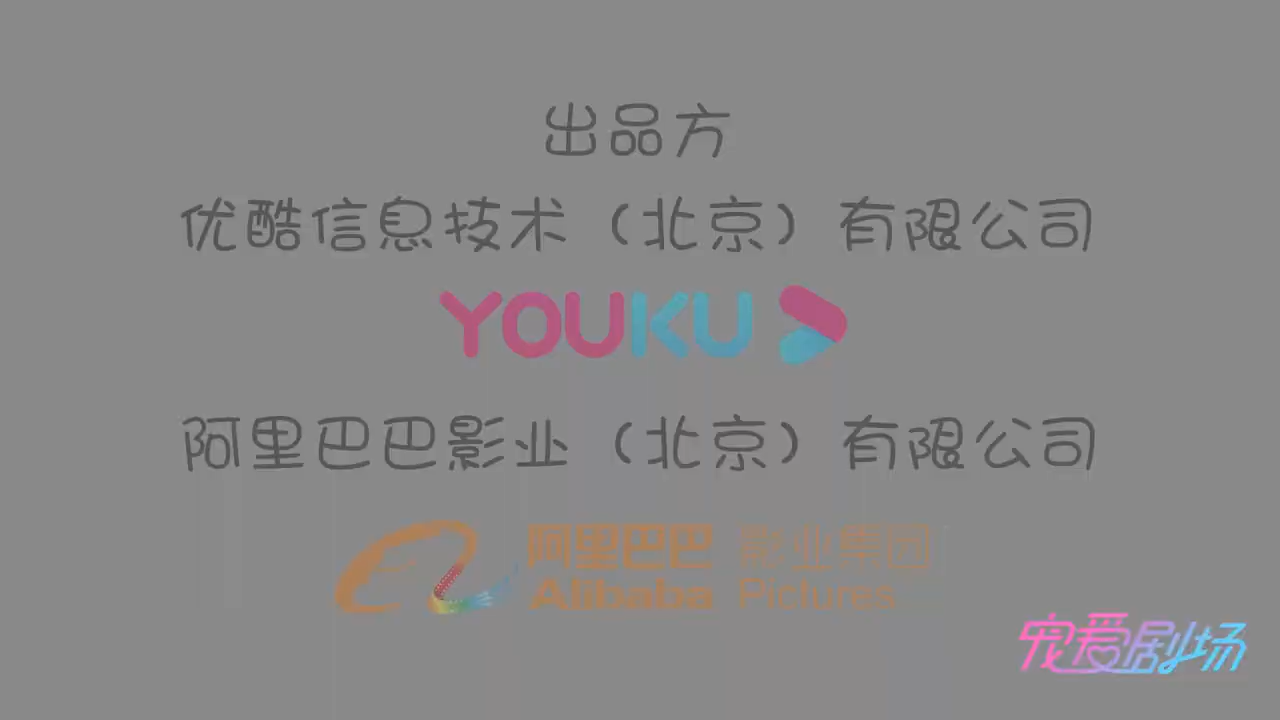 出品方
优酷信息技术（北京）有限公司
YOUKU
阿里巴巴影业（北京）有限公司
阿里巴巴 影业集团
Alibaba Pictures
宠爱剧场